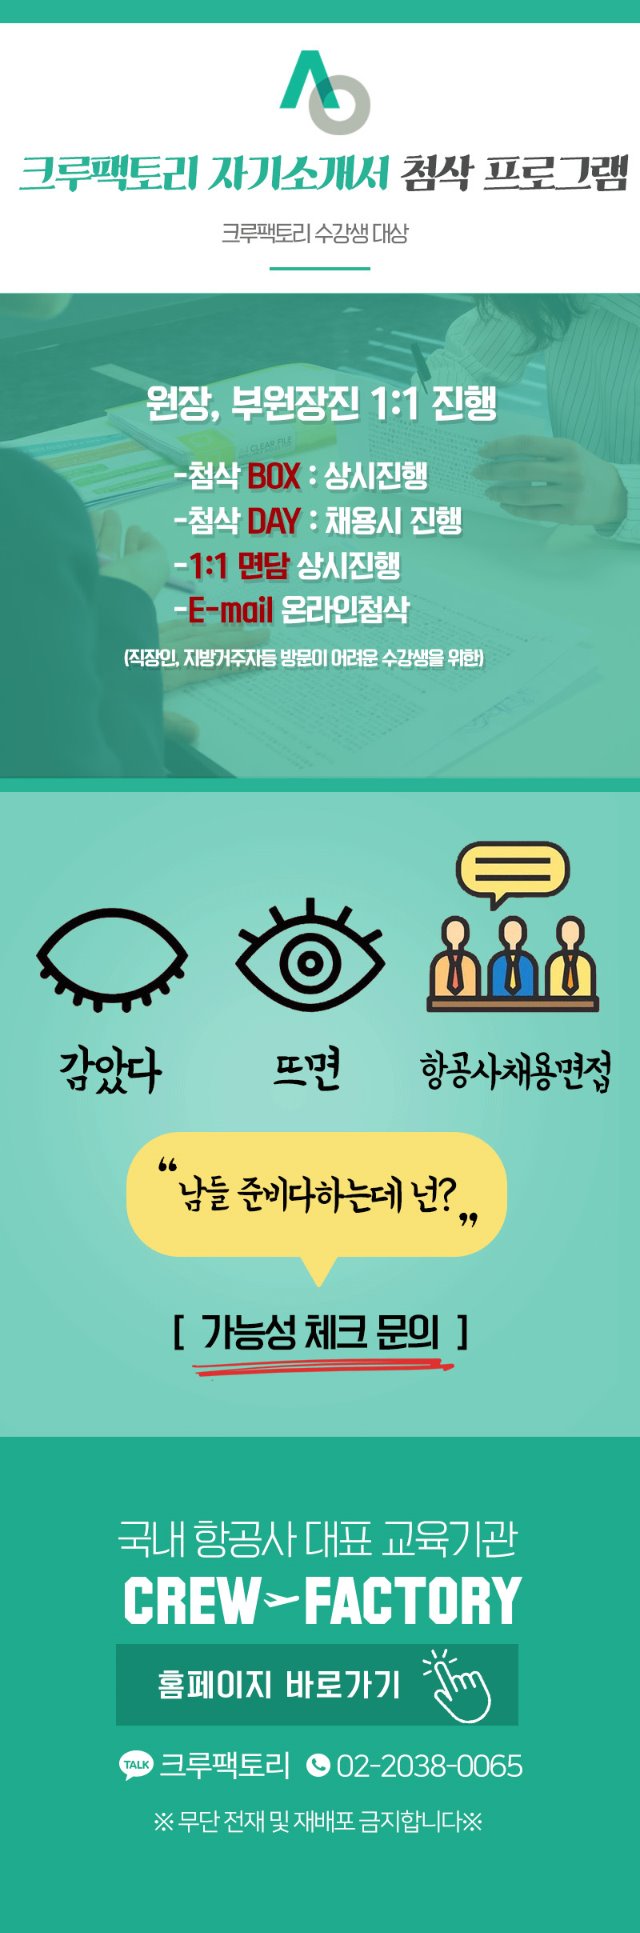 크루팩토리 자기소개서 첨삭 프로그램
크루팩토리 수강생 대상
CLEAR FILE
원장, 부원장진 1:1 진행
-첨삭 BOX : 상시진행
-첨삭 DAY : 채용시 진행
-1:1 면담 상시진행
-E-mail 온라인첨삭
(직장인, 지방거주자등 방문이 어려운 수강생을 위한)
감았다 뜨면 항공사채용면접
“남들 준비다하는데 넌?”
[ 가능성 체크 문의 ]
국내 항공사 대표 교육기관
CREW FACTORY
홈페이지 바로가기
TALK 크루팩토리 02-2038-0065
※ 무단 전재 및 재배포 금지합니다※